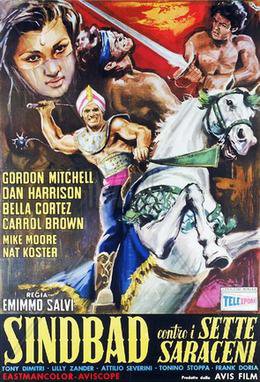 GORDON MITCHELL
DAN HARRISON
BELLA CORTEZ
CARROL BROWN
MIKE MOORE
NAT KOSTER
REGIA
EMIMMO SALVI
TELEXPORT
SINDBAD contro i SETTE
SARACENI
TONY DIMITRI - LILLY ZANDER - ATTILIO SEVERINI - TONINO STOPPA - FRANK DORIA
EASTMANCOLOR-AVISCOPE Prodotto dalla AVIS FILM